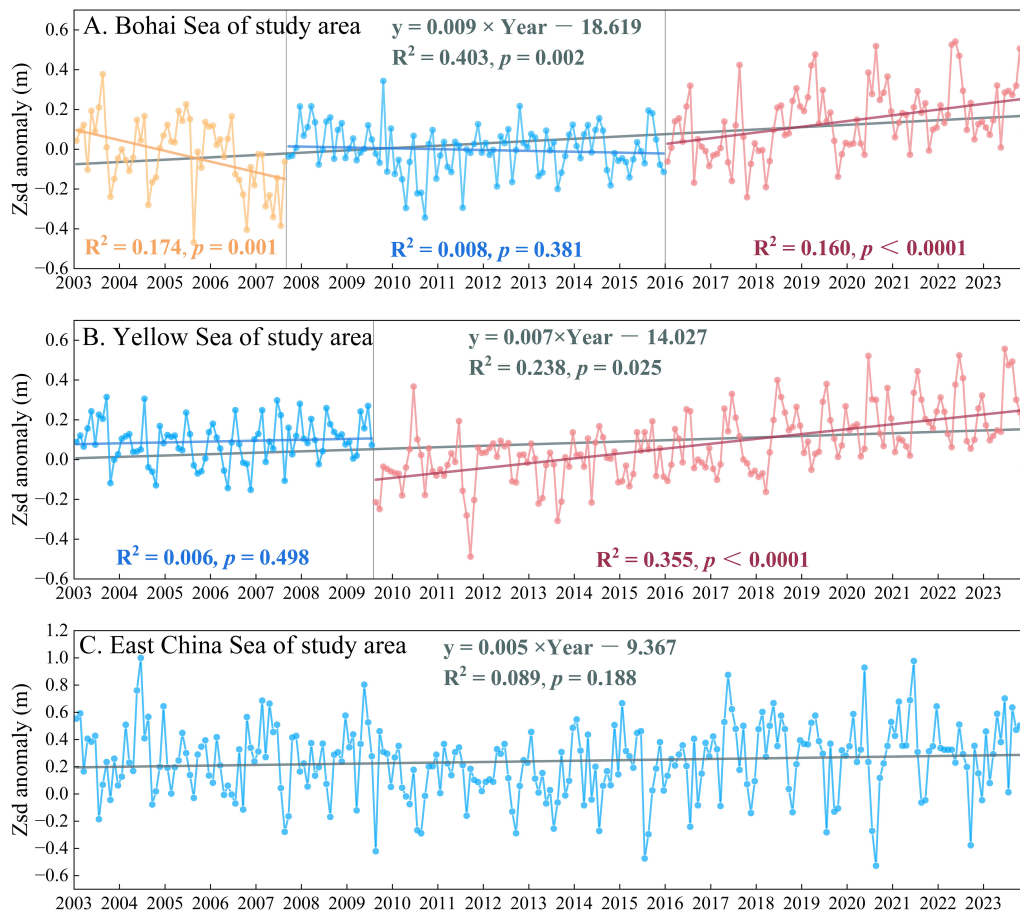 A. Bohai Sea of study area
y = 0.009 × Year － 18.619
R² = 0.403, p = 0.002
Zsd anomaly (m)
0.6
0.4
0.2
0.0
−0.2
−0.4
−0.6
R² = 0.174, p = 0.001
R² = 0.008, p = 0.381
R² = 0.160, p < 0.0001
2003 2004 2005 2006 2007 2008 2009 2010 2011 2012 2013 2014 2015 2016 2017 2018 2019 2020 2021 2022 2023
B. Yellow Sea of study area
y = 0.007×Year － 14.027
R² = 0.238, p = 0.025
Zsd anomaly (m)
0.6
0.4
0.2
0.0
−0.2
−0.4
−0.6
R² = 0.006, p = 0.498
R² = 0.355, p < 0.0001
2003 2004 2005 2006 2007 2008 2009 2010 2011 2012 2013 2014 2015 2016 2017 2018 2019 2020 2021 2022 2023
C. East China Sea of study area
y = 0.005 ×Year － 9.367
R² = 0.089, p = 0.188
Zsd anomaly (m)
1.2
1.0
0.8
0.6
0.4
0.2
0.0
−0.2
−0.4
−0.6
2003 2004 2005 2006 2007 2008 2009 2010 2011 2012 2013 2014 2015 2016 2017 2018 2019 2020 2021 2022 2023